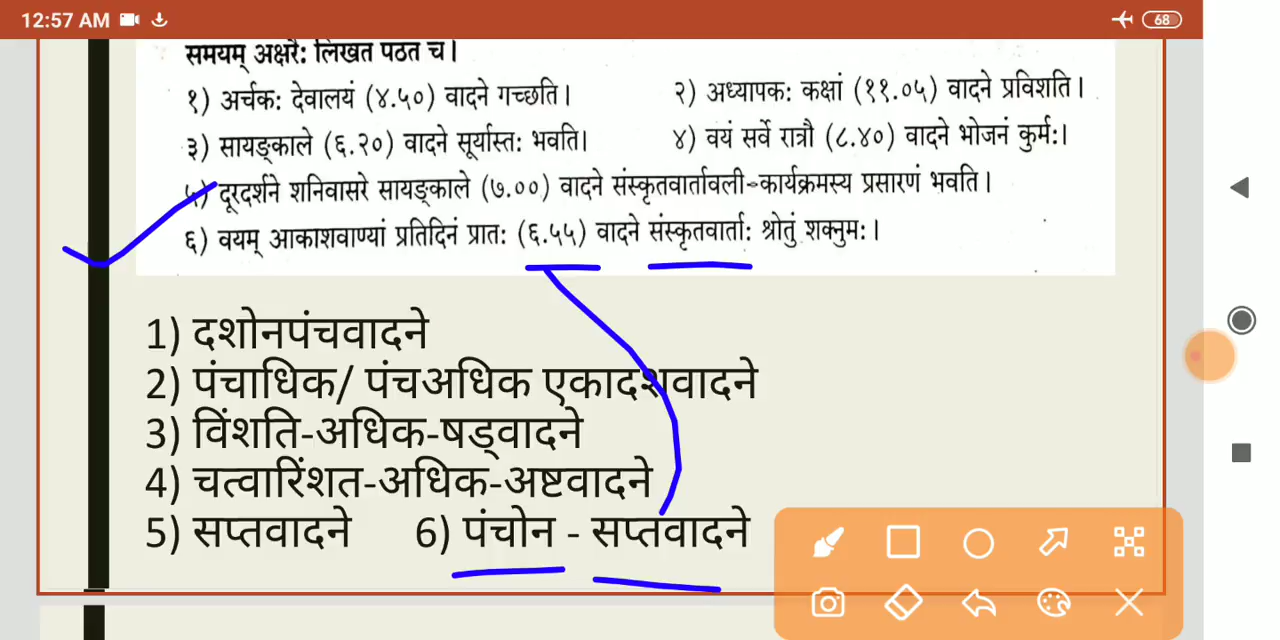 12:57 AM 68
समयम् अक्षरै: लिखत पठत च।
१) अर्चक: देवालयं (४.५०) वादने गच्छति। २) अध्यापक: कक्षां (११.०५) वादने प्रविशति।
३) सायङ्काले (६.२०) वादने सूर्यास्त: भवति। ४) वयं सर्वे रात्रौ (८.४०) वादने भोजनं कुर्म:।
५) दूरदर्शने शनिवासरे सायङ्काले (७.००) वादने संस्कृतवार्तावली-कार्यक्रमस्य प्रसारणं भवति।
६) वयम् आकाशवाण्यां प्रतिदिनं प्रात: (६.५५) वादने संस्कृतवार्ता: श्रोतुं शक्नुम:।
1) दशोनपंचवादने
2) पंचाधिक/ पंचअधिक एकादशवादने
3) विंशति-अधिक-षड्वादने
4) चत्वारिंशत-अधिक-अष्टवादने
5) सप्तवादने 6) पंचोन - सप्तवादने